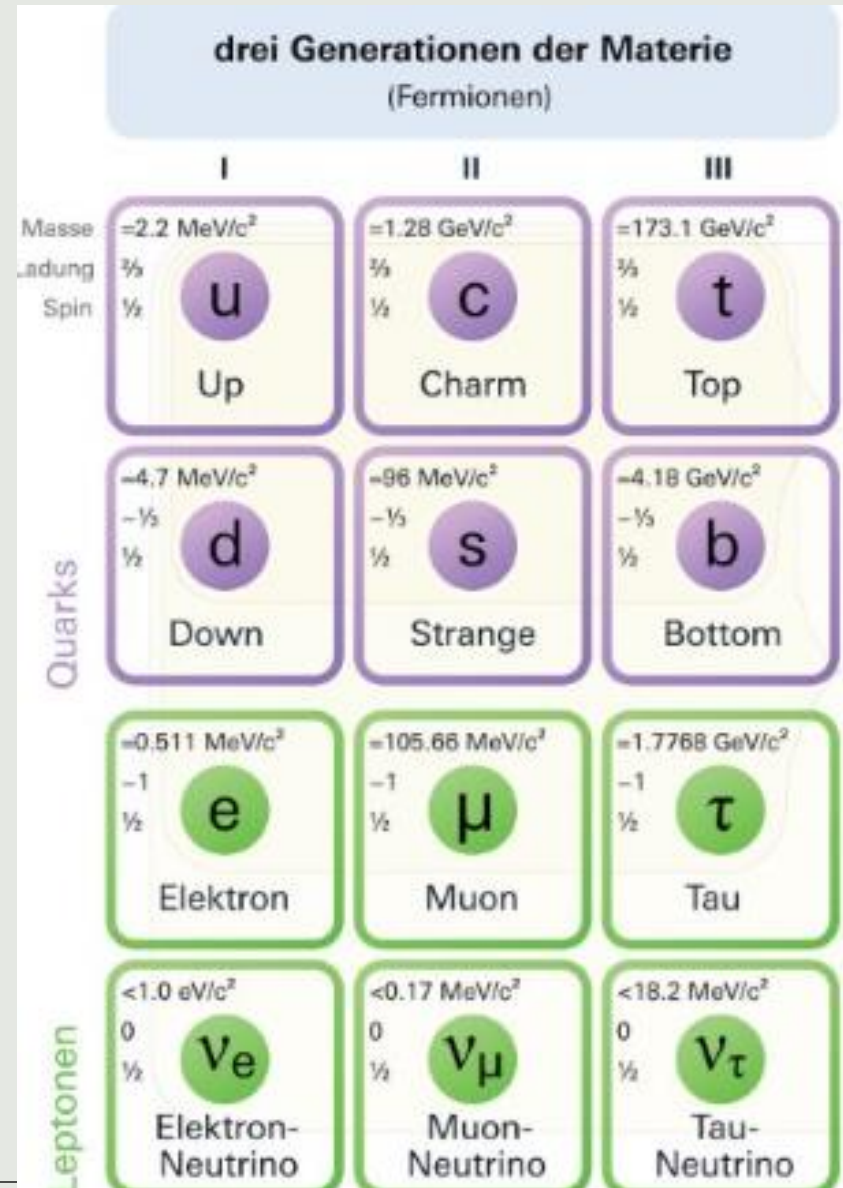 drei Generationen der Materie
(Fermionen)
I II III
Masse =2.2 MeV/c² =1.28 GeV/c² =173.1 GeV/c²
Ladung ⅔ ⅔ ⅔
Spin ½ ½ ½
u c t
Up Charm Top
Quarks
=4.7 MeV/c² =96 MeV/c² =4.18 GeV/c²
-⅓ -⅓ -⅓
½ ½ ½
d s b
Down Strange Bottom
=0.511 MeV/c² =105.66 MeV/c² =1.7768 GeV/c²
-1 -1 -1
½ ½ ½
e μ τ
Elektron Muon Tau
Leptonen
<1.0 eV/c² <0.17 MeV/c² <18.2 MeV/c²
0 0 0
½ ½ ½
νe νμ ντ
Elektron- Muon- Tau-
Neutrino Neutrino Neutrino